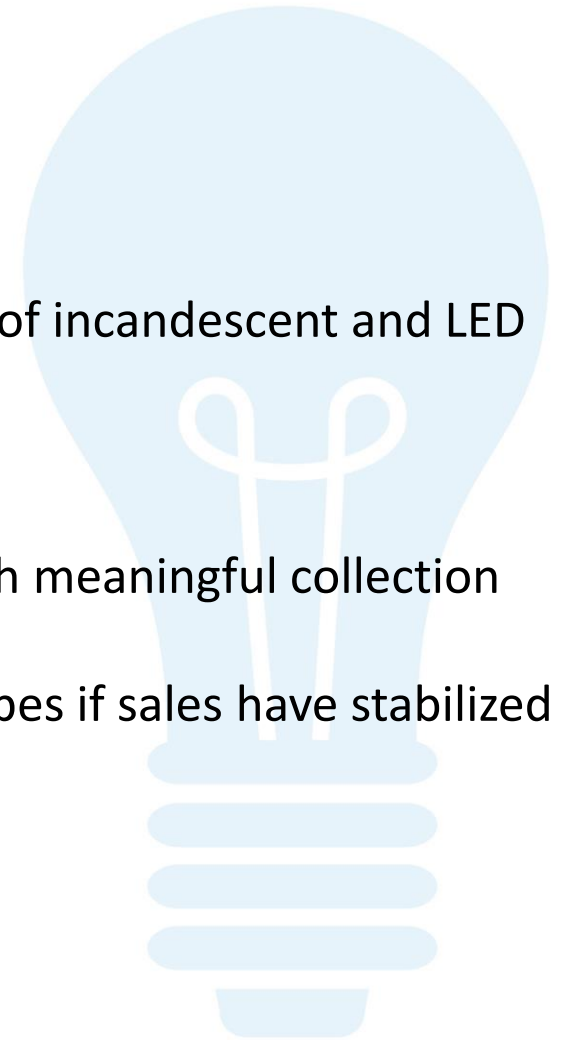 of incandescent and LED
h meaningful collection
pes if sales have stabilized